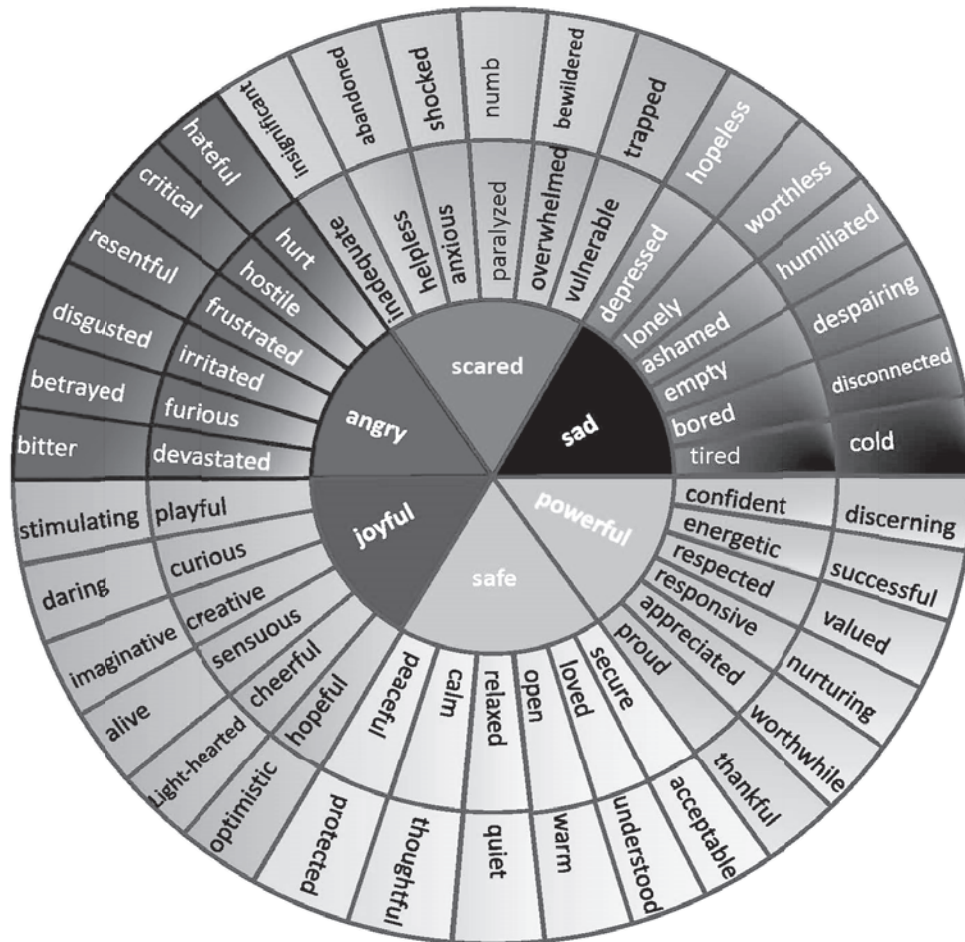 scared
sad
powerful
safe
joyful
angry
inadequate
helpless
anxious
paralyzed
overwhelmed
vulnerable
depressed
lonely
ashamed
empty
bored
tired
confident
energetic
respected
responsive
appreciated
proud
secure
loved
open
relaxed
calm
peaceful
hopeful
cheerful
sensuous
creative
curious
playful
devastated
furious
irritated
frustrated
hostile
hurt
insignificant
abandoned
shocked
numb
bewildered
trapped
hopeless
worthless
humiliated
despairing
disconnected
cold
discerning
successful
valued
nurturing
worthwhile
thankful
acceptable
understood
warm
quiet
thoughtful
protected
optimistic
Light-hearted
alive
imaginative
daring
stimulating
bitter
betrayed
disgusted
resentful
critical
hateful